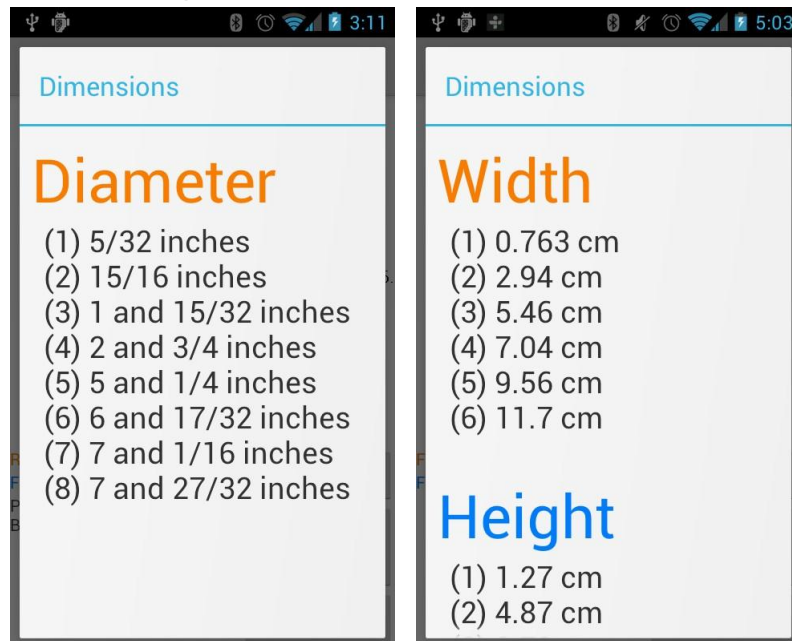 3:11
Dimensions
Diameter
(1) 5/32 inches
(2) 15/16 inches
(3) 1 and 15/32 inches
(4) 2 and 3/4 inches
(5) 5 and 1/4 inches
(6) 6 and 17/32 inches
(7) 7 and 1/16 inches
(8) 7 and 27/32 inches
5:03
Dimensions
Width
(1) 0.763 cm
(2) 2.94 cm
(3) 5.46 cm
(4) 7.04 cm
(5) 9.56 cm
(6) 11.7 cm
Height
(1) 1.27 cm
(2) 4.87 cm